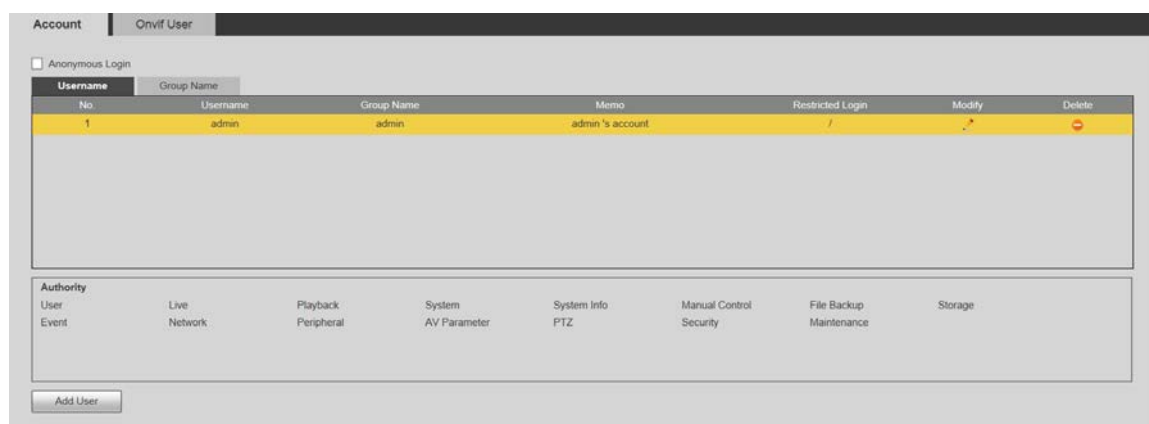 Account Onvif User
Anonymous Login
Username Group Name
No. Username Group Name Memo Restricted Login Modify Delete
1 admin admin admin 's account /
Authority
User Live Playback System System Info Manual Control File Backup Storage
Event Network Peripheral AV Parameter PTZ Security Maintenance
Add User